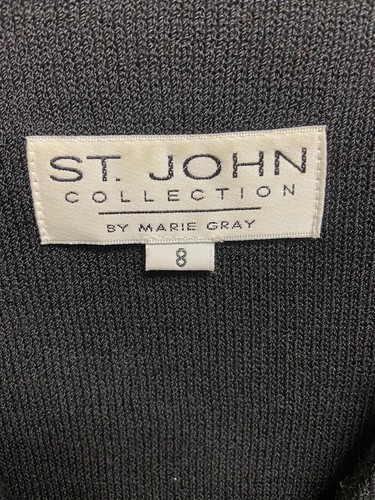 ST. JOHN
COLLECTION
BY MARIE GRAY
8